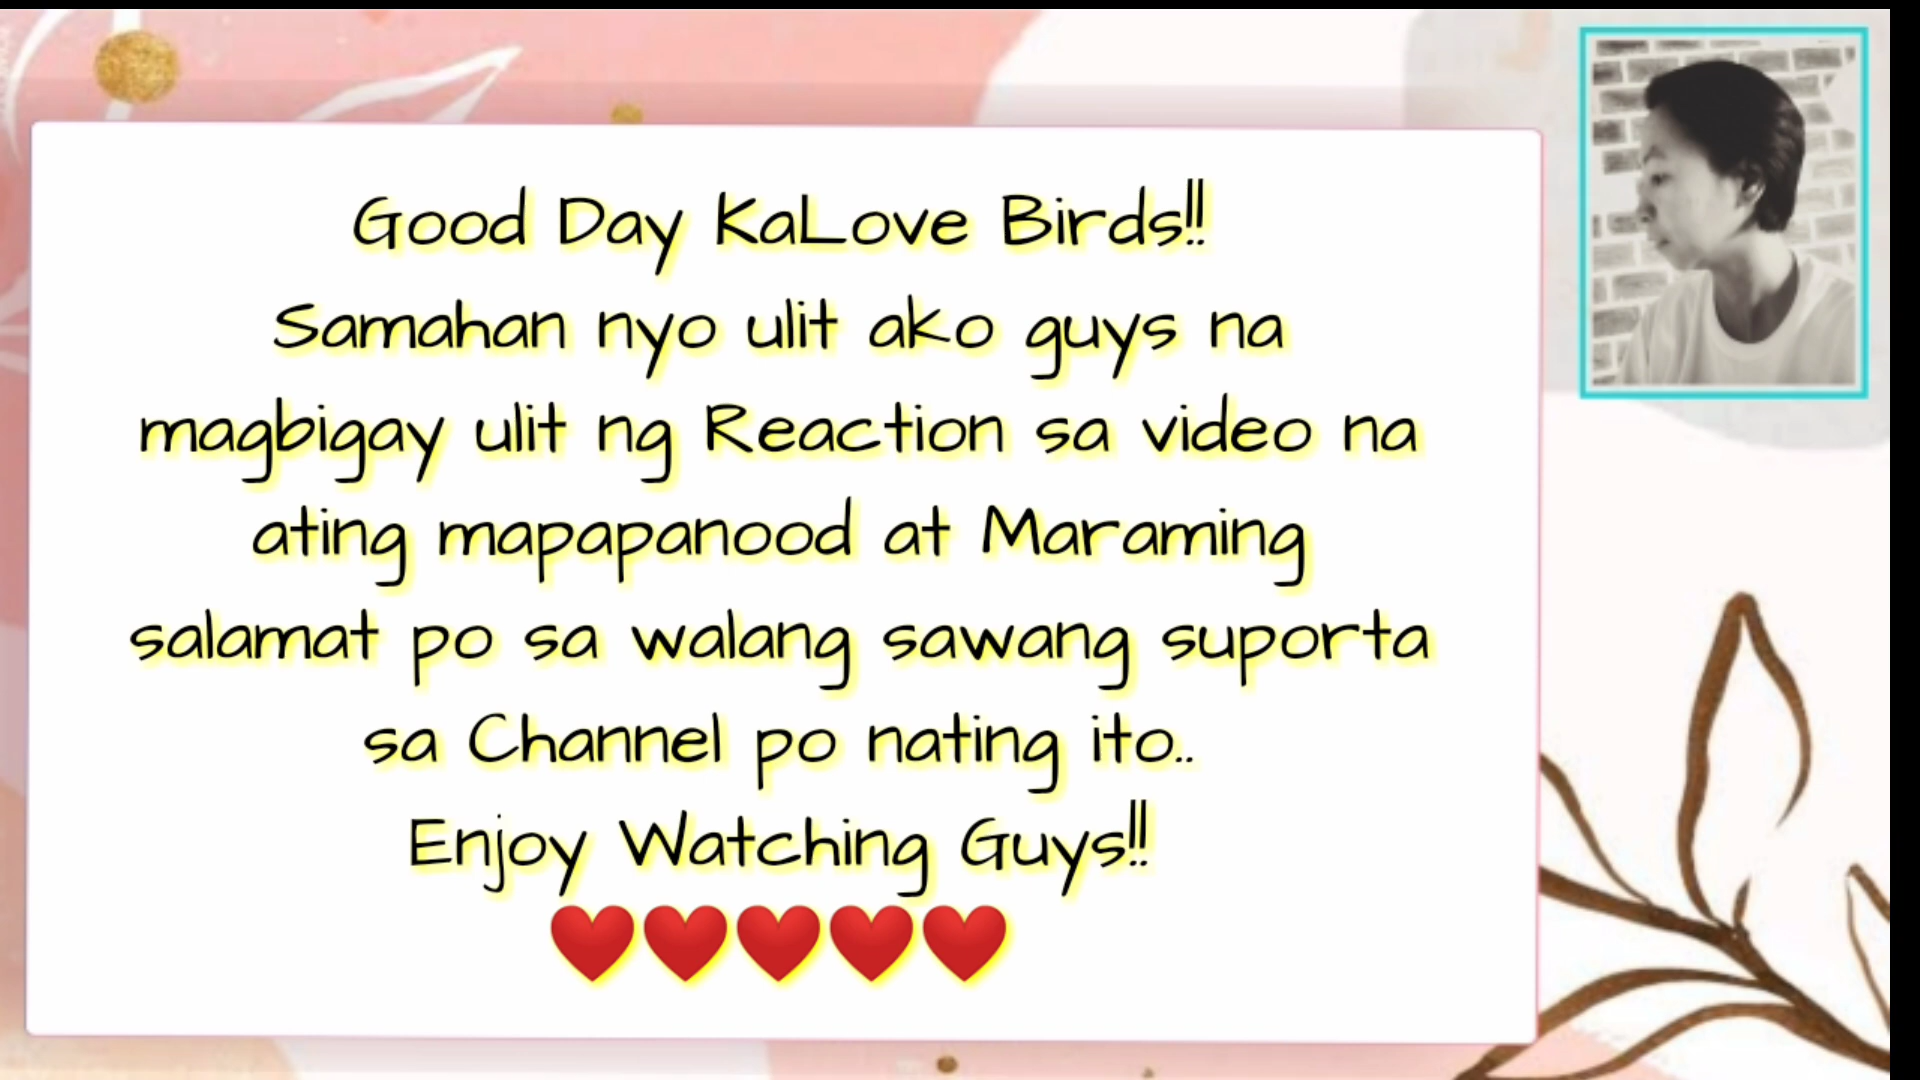 Good Day KaLove Birds!!
Samahan nyo ulit ako guys na
magbigay ulit ng Reaction sa video na
ating mapapanood at Maraming
salamat po sa walang sawang suporta
sa Channel po nating ito..
Enjoy Watching Guys!!
❤️❤️❤️❤️❤️